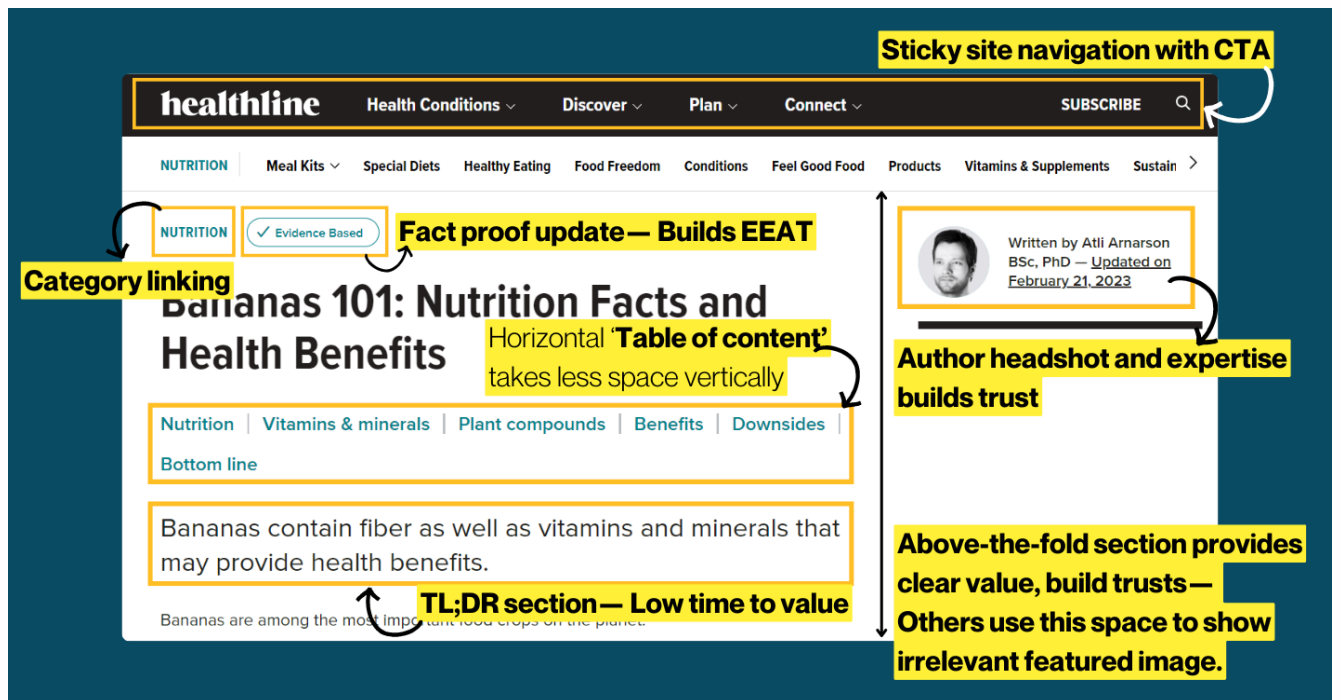 Sticky site navigation with CTA
healthline Health Conditions Discover Plan Connect SUBSCRIBE
NUTRITION Meal Kits Special Diets Healthy Eating Food Freedom Conditions Feel Good Food Products Vitamins & Supplements Sustain
NUTRITION Evidence Based
Fact proof update— Builds EEAT
Category linking
Written by Atli Arnarson
BSc, PhD — Updated on
February 21, 2023
Bananas 101: Nutrition Facts and
Health Benefits
Horizontal ‘Table of content’
takes less space vertically
Author headshot and expertise
builds trust
Nutrition | Vitamins & minerals | Plant compounds | Benefits | Downsides |
Bottom line
Bananas contain fiber as well as vitamins and minerals that
may provide health benefits.
TL;DR section— Low time to value
Bananas are among the most important food crops on the planet.
Above-the-fold section provides
clear value, build trusts—
Others use this space to show
irrelevant featured image.